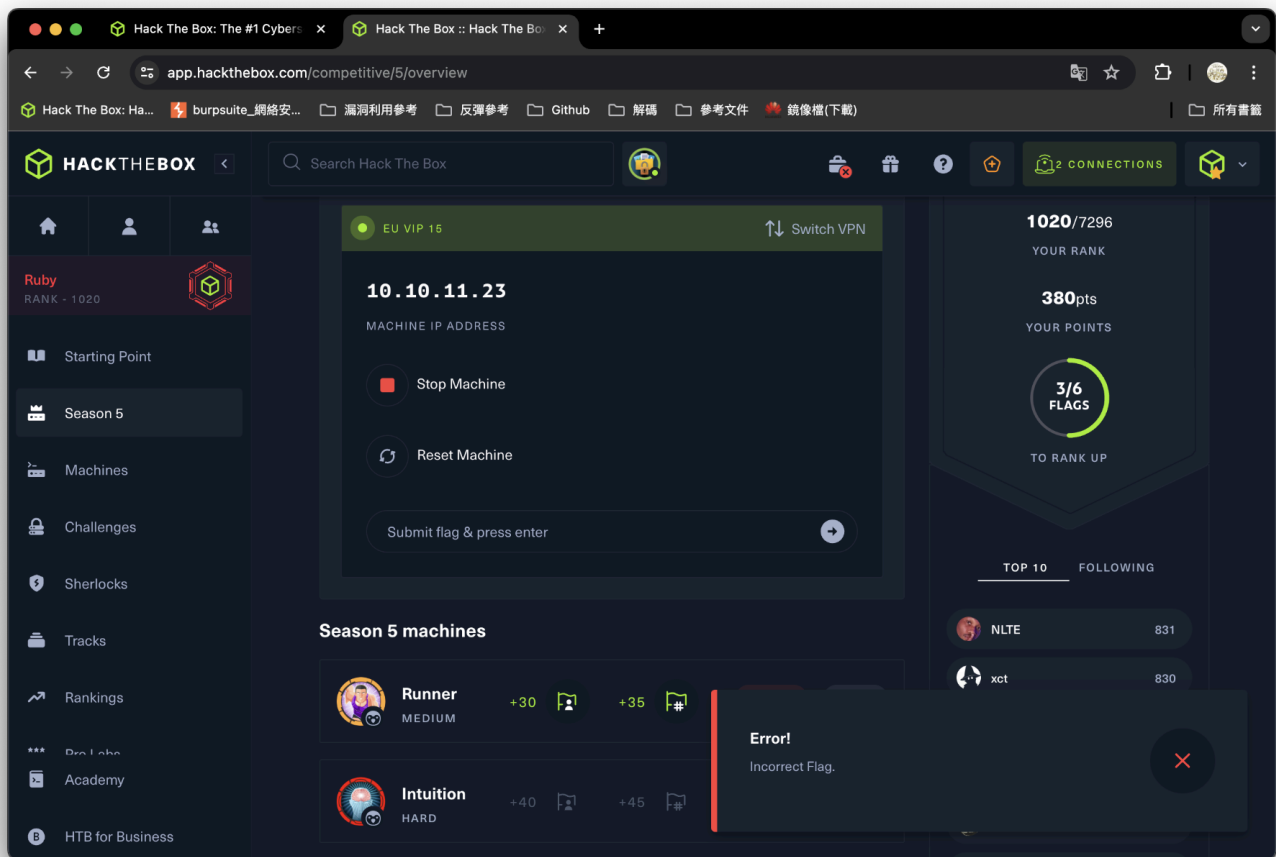 Hack The Box: The #1 Cybers
Hack The Box :: Hack The Bo
app.hackthebox.com/competitive/5/overview
Hack The Box: Ha...
burpsuite_網絡安...
漏洞利用參考
反彈參考
Github
解碼
參考文件
鏡像檔(下載)
所有書籤
HACKTHEBOX
Search Hack The Box
2 CONNECTIONS
Ruby
RANK - 1020
Starting Point
Season 5
Machines
Challenges
Sherlocks
Tracks
Rankings
Pro Labs
Academy
HTB for Business
EU VIP 15
Switch VPN
10.10.11.23
MACHINE IP ADDRESS
Stop Machine
Reset Machine
Submit flag & press enter
Season 5 machines
Runner
MEDIUM
+30
+35
Intuition
HARD
+40
+45
1020/7296
YOUR RANK
380pts
YOUR POINTS
3/6
FLAGS
TO RANK UP
TOP 10
FOLLOWING
NLTE
831
xct
830
Error!
Incorrect Flag.